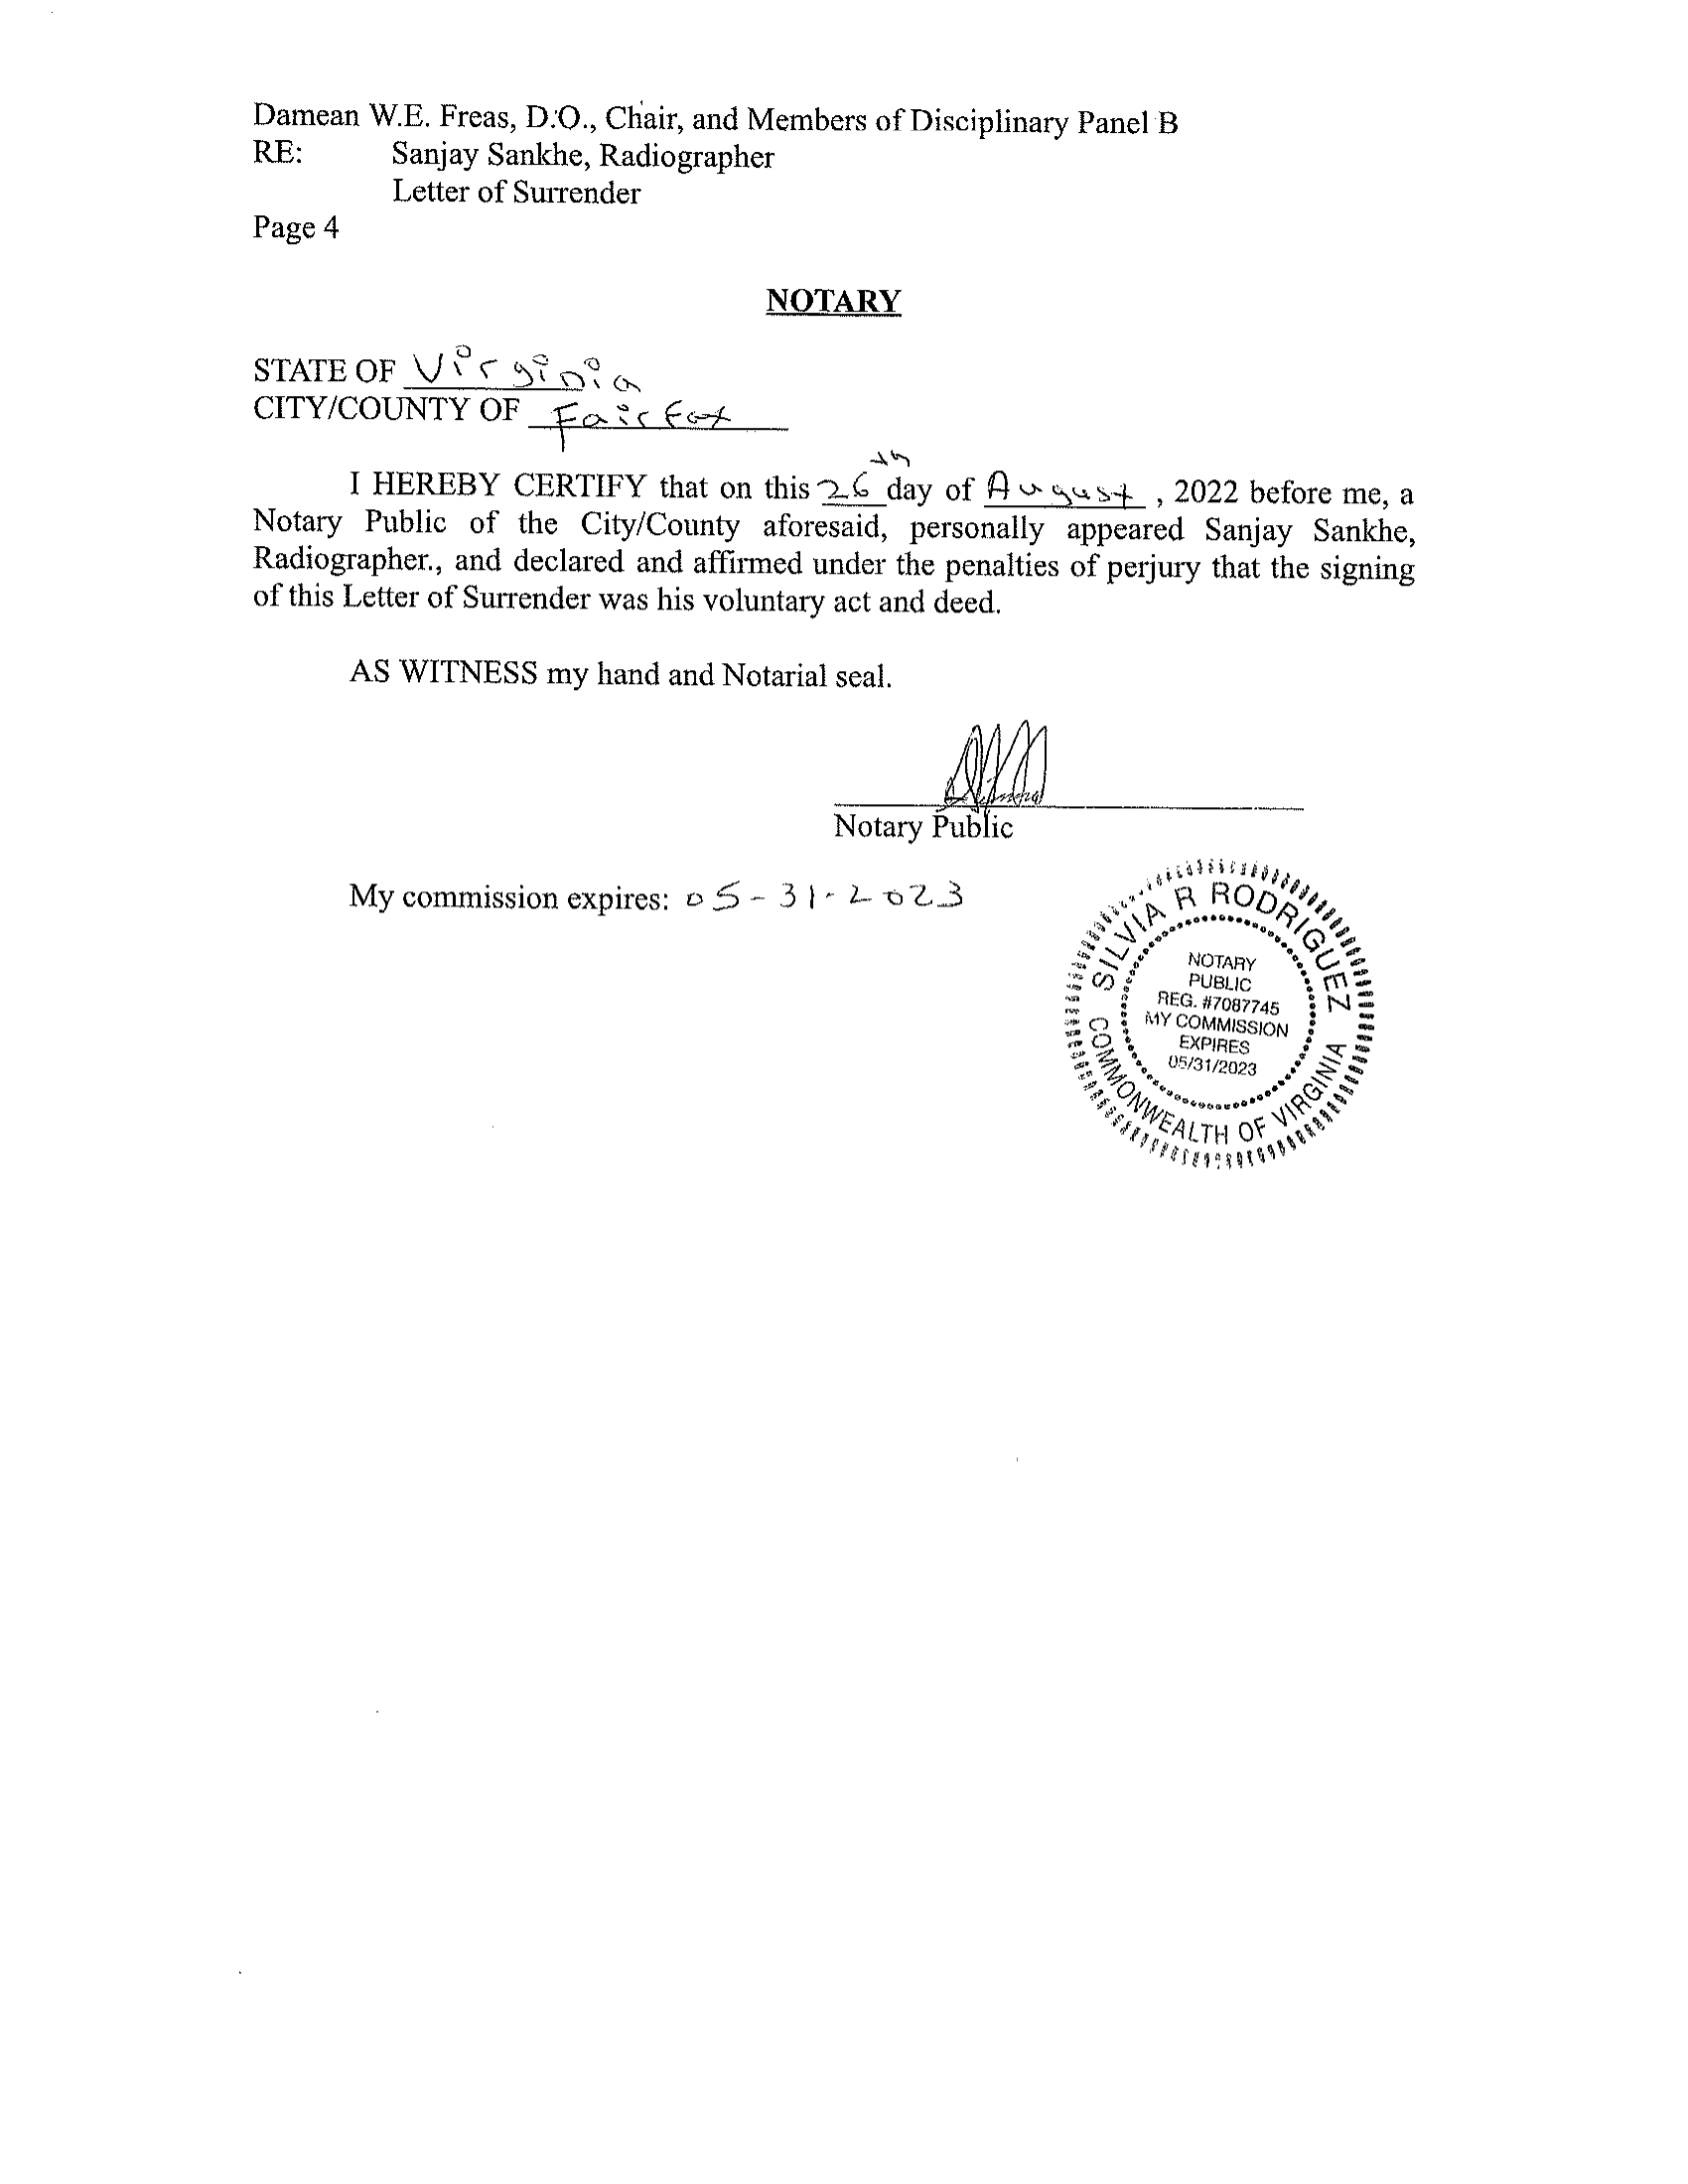 Damean W.E. Freas, D.O., Chair, and Members of Disciplinary Panel B
RE: Sanjay Sankhe, Radiographer
Letter of Surrender
Page 4
NOTARY
STATE OF Virginia
CITY/COUNTY OF Fairfax
I HEREBY CERTIFY that on this 26th day of August, 2022 before me, a
Notary Public of the City/County aforesaid, personally appeared Sanjay Sankhe,
Radiographer., and declared and affirmed under the penalties of perjury that the signing
of this Letter of Surrender was his voluntary act and deed.
AS WITNESS my hand and Notarial seal.
Notary Public
My commission expires: 05-31-2023
SILVIA R RODRIGUEZ
NOTARY
PUBLIC
REG. #7087745
MY COMMISSION
EXPIRES
05/31/2023
COMMONWEALTH OF VIRGINIA